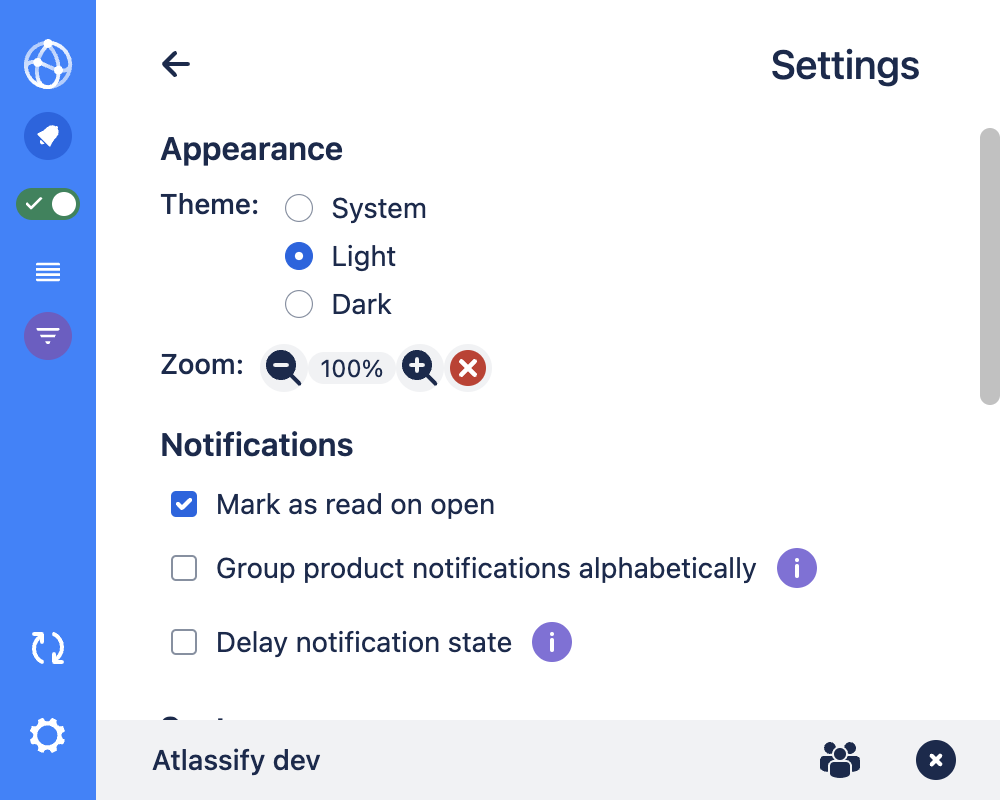 Settings
Appearance
Theme:
System
Light
Dark
Zoom:
100%
Notifications
Mark as read on open
Group product notifications alphabetically
Delay notification state
Atlassify dev